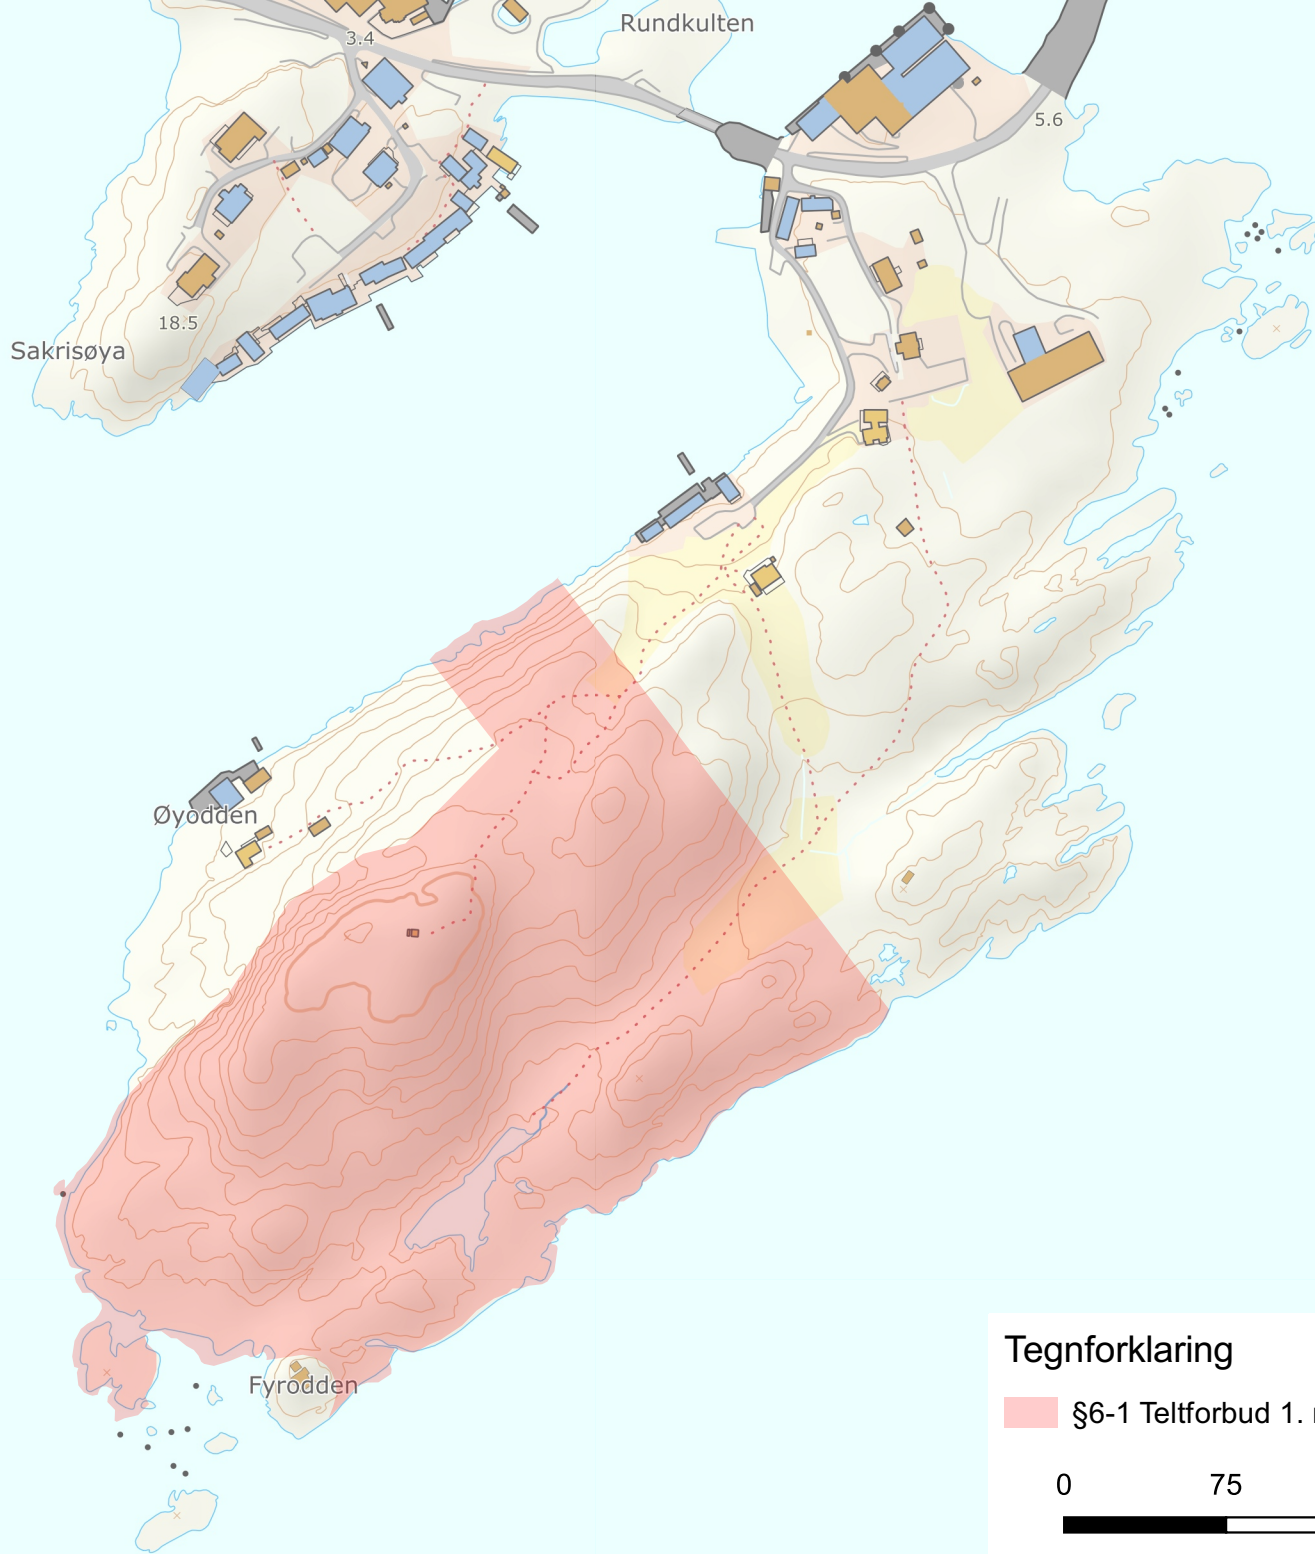 Rundkulten
3.4
5.6
18.5
Sakrisøya
Øyodden
Fyrodden
Tegnforklaring
§6-1 Teltforbud 1.
0 75